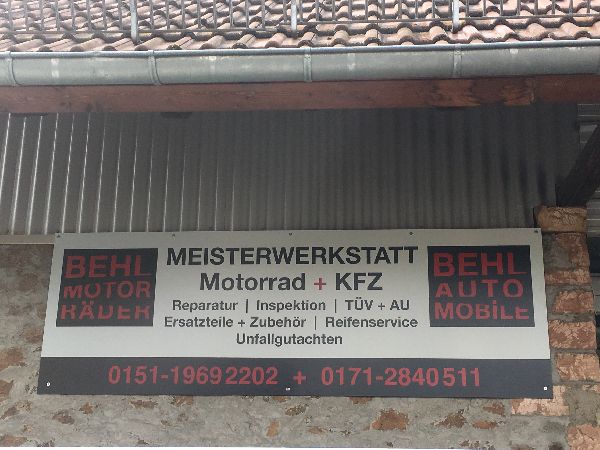 BEHL
MOTOR
RÄDER
MEISTERWERKSTATT
Motorrad + KFZ
Reparatur | Inspektion | TÜV + AU
Ersatzteile + Zubehör | Reifenservice
Unfallgutachten
BEHL
AUTO
MOBILE
0151-19692202 + 0171-2840511